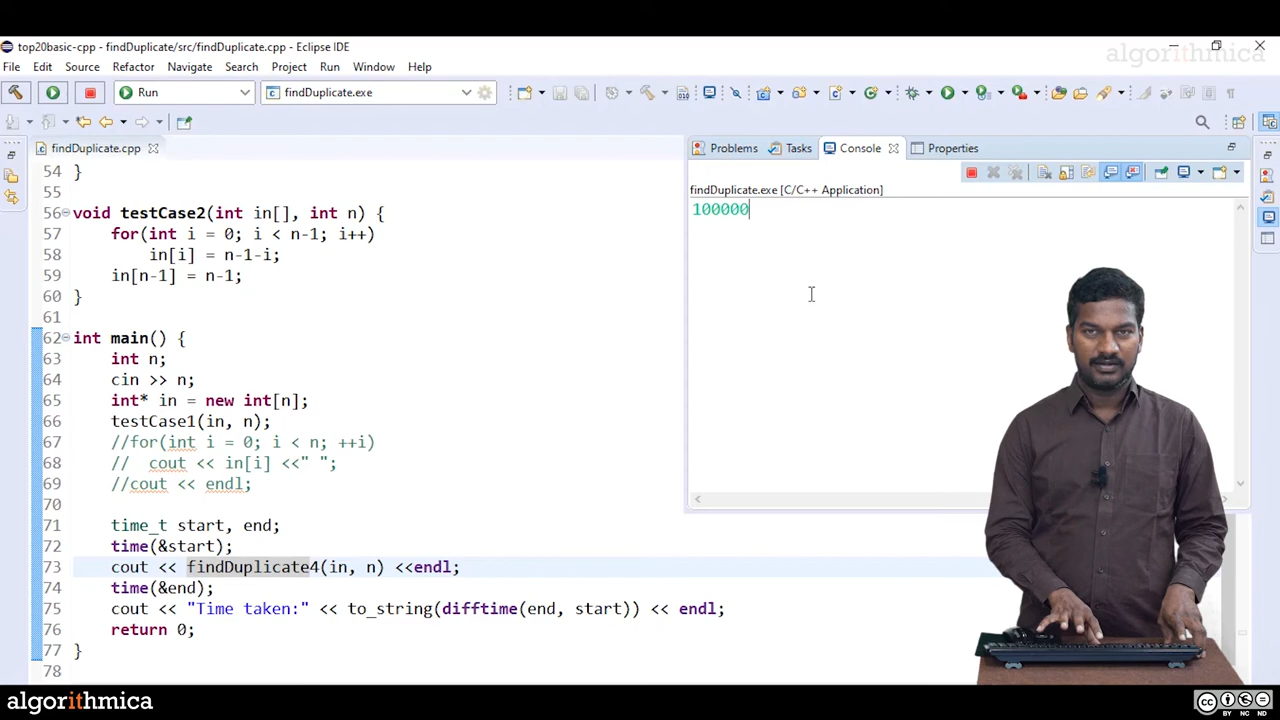 top20basic-cpp - findDuplicate/src/findDuplicate.cpp - Eclipse IDE
algorithmica
File Edit Source Refactor Navigate Search Project Run Window Help
Run findDuplicate.exe
findDuplicate.cpp
Problems Tasks Console Properties
findDuplicate.exe [C/C++ Application]
100000
54 }
55
56 void testCase2(int in[], int n) {
57 for(int i = 0; i < n-1; i++)
58 in[i] = n-1-i;
59 in[n-1] = n-1;
60 }
61
62 int main() {
63 int n;
64 cin >> n;
65 int* in = new int[n];
66 testCase1(in, n);
67 //for(int i = 0; i < n; ++i)
68 // cout << in[i] <<" ";
69 //cout << endl;
70
71 time_t start, end;
72 time(&start);
73 cout << findDuplicate4(in, n) <<endl;
74 time(&end);
75 cout << "Time taken:" << to_string(difftime(end, start)) << endl;
76 return 0;
77 }
78
algorithmica
cc
BY NC ND